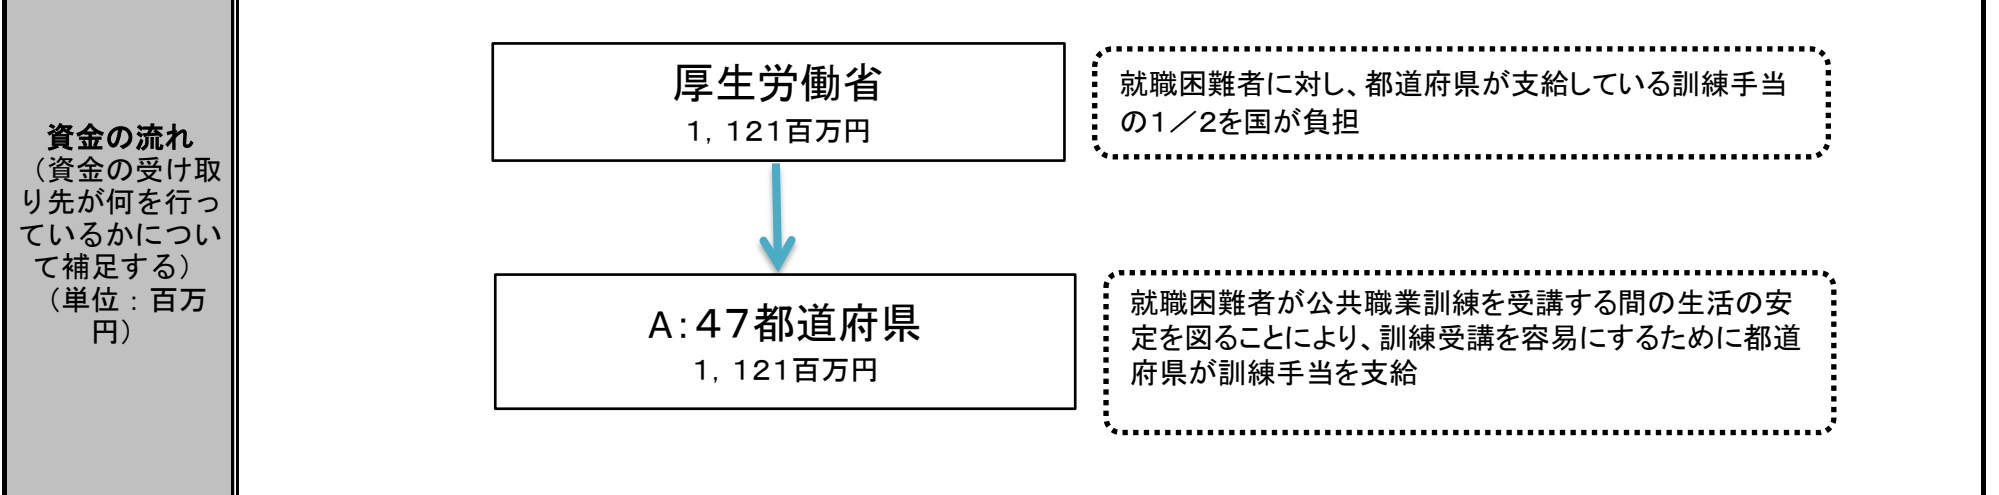 資金の流れ
（資金の受け取
り先が何を行っ
ているかについ
て補足する）
（単位：百万
円）
厚生労働省
１，１２１百万円
就職困難者に対し、都道府県が支給している訓練手当
の１／２を国が負担
A：４７都道府県
１，１２１百万円
就職困難者が公共職業訓練を受講する間の生活の安
定を図ることにより、訓練受講を容易にするために都道
府県が訓練手当を支給